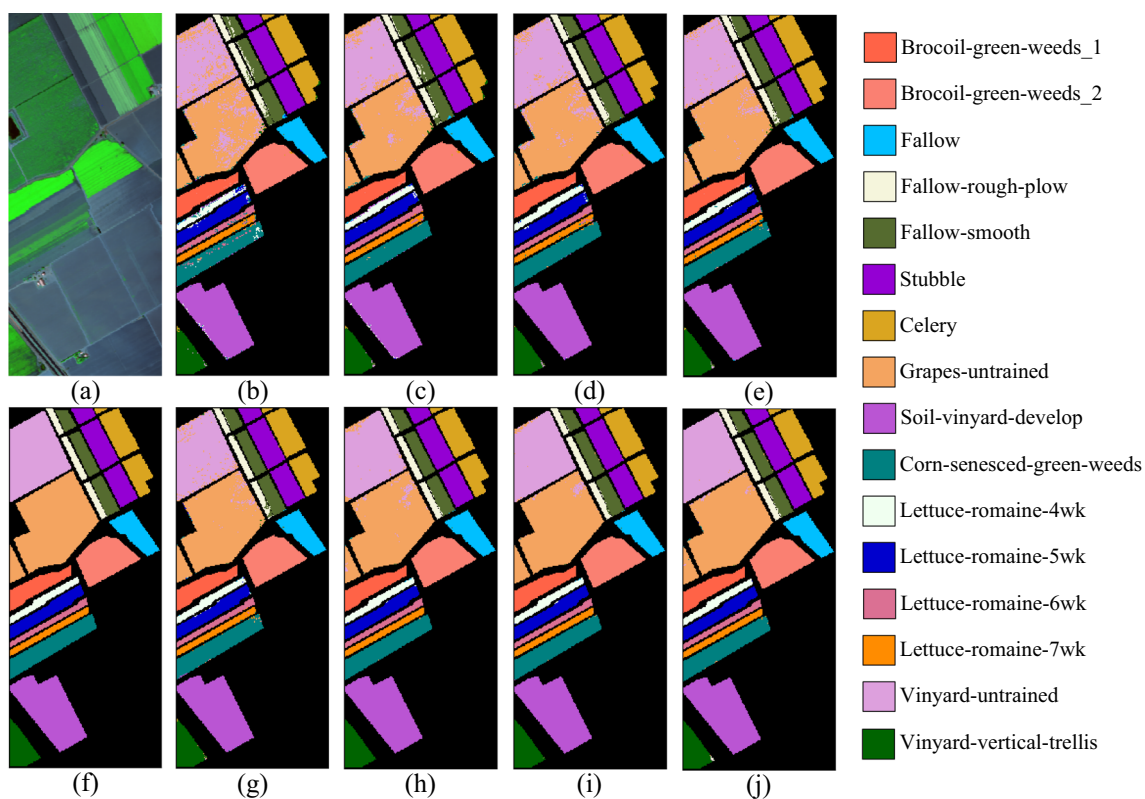 (a)
(b)
(c)
(d)
(e)
(f)
(g)
(h)
(i)
(j)
Brocoil-green-weeds_1
Brocoil-green-weeds_2
Fallow
Fallow-rough-plow
Fallow-smooth
Stubble
Celery
Grapes-untrained
Soil-vinyard-develop
Corn-senesced-green-weeds
Lettuce-romaine-4wk
Lettuce-romaine-5wk
Lettuce-romaine-6wk
Lettuce-romaine-7wk
Vinyard-untrained
Vinyard-vertical-trellis